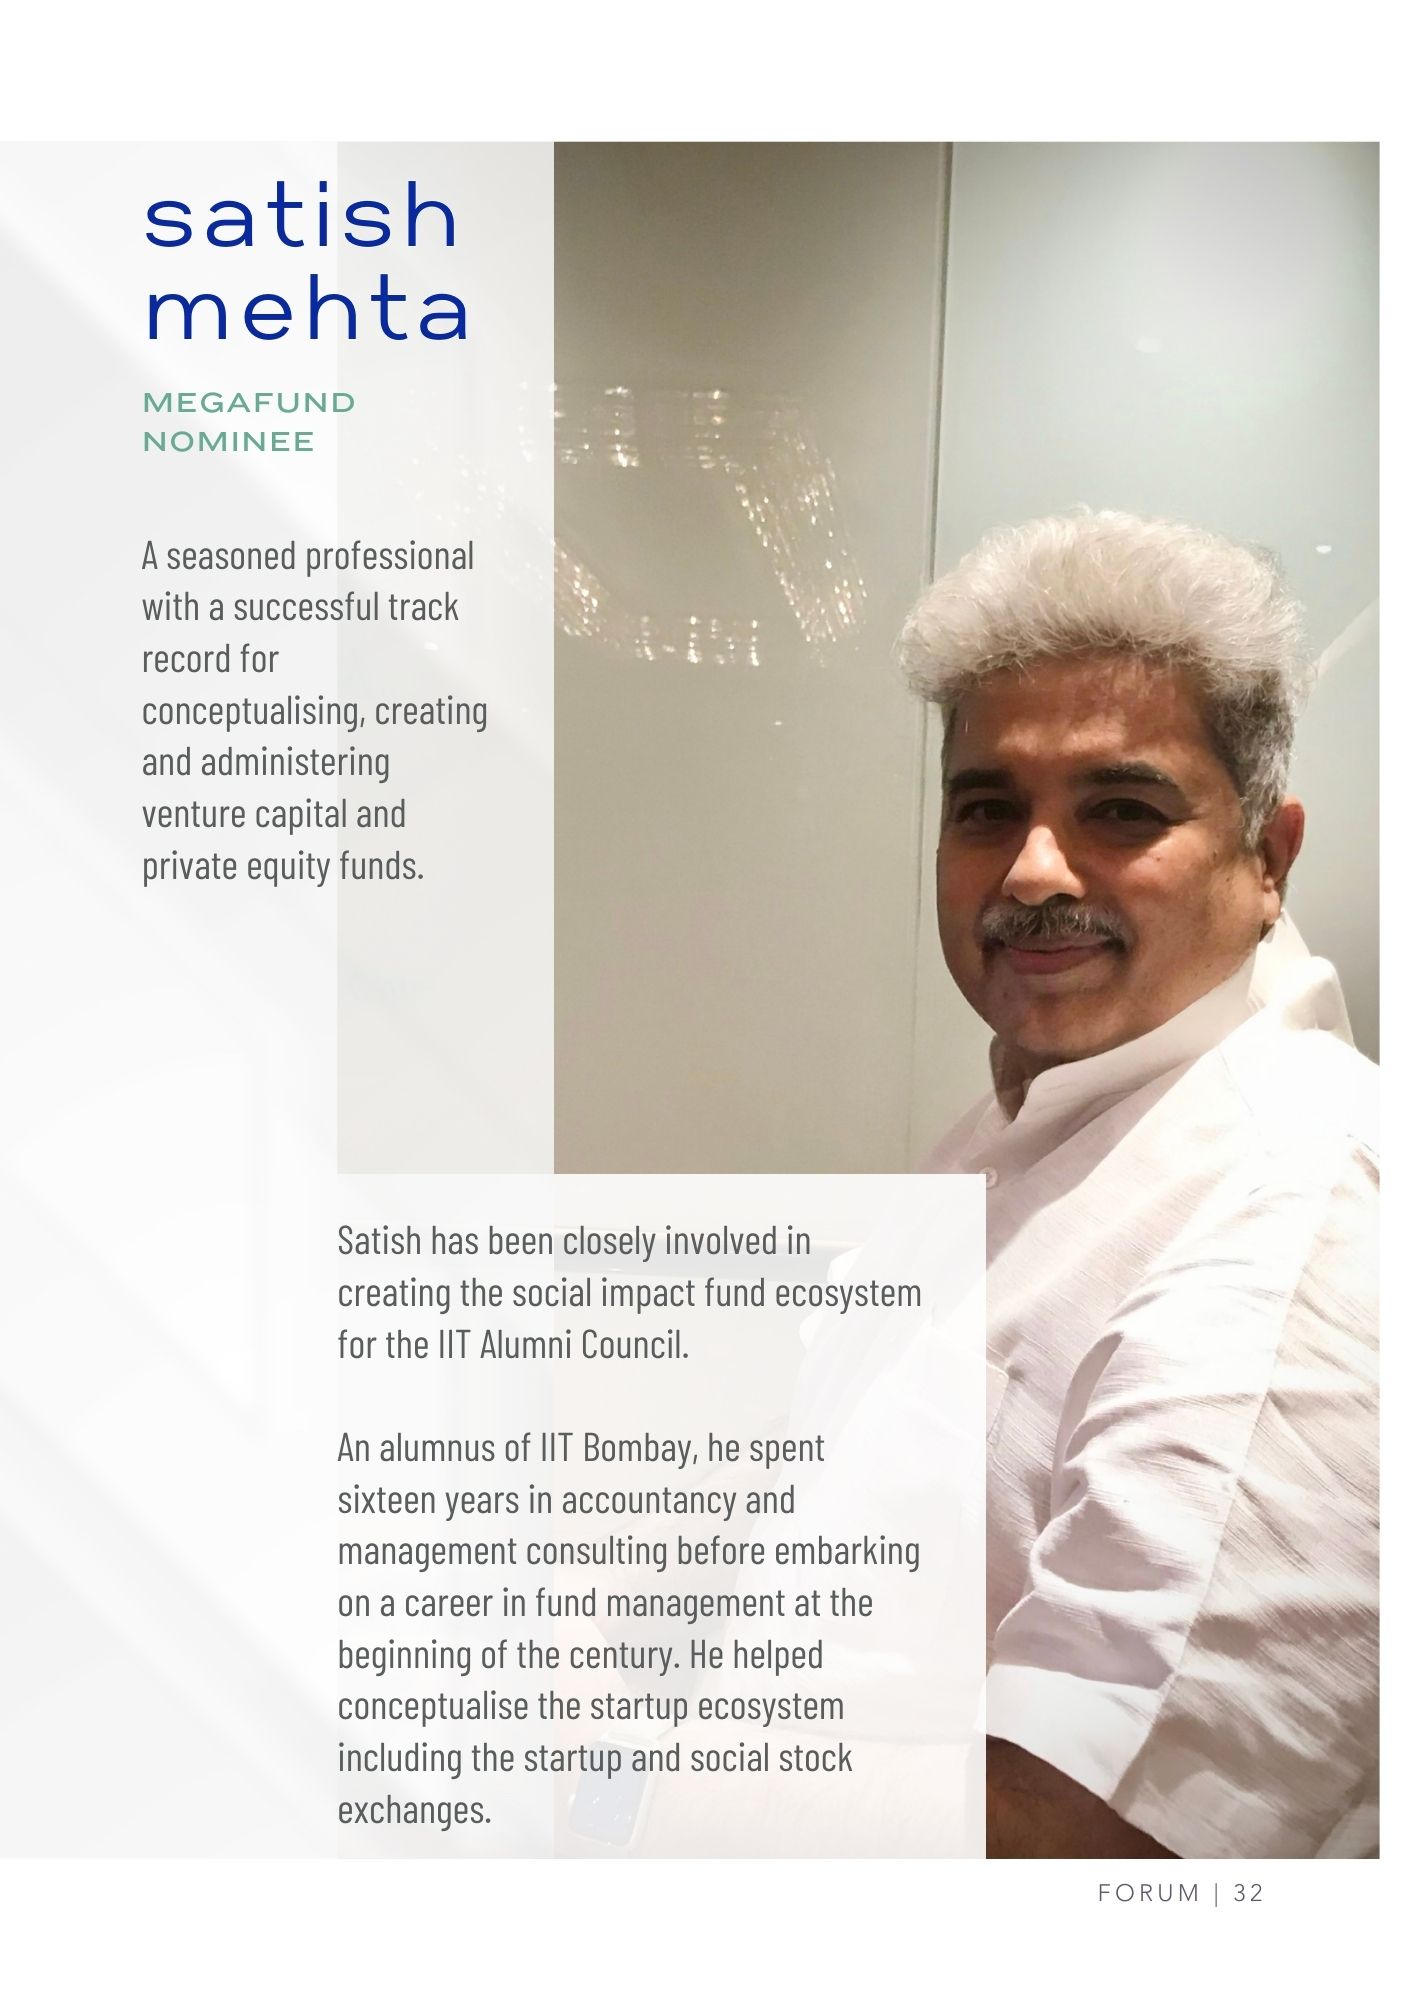 satish
mehta
MEGAFUND
NOMINEE
A seasoned professional
with a successful track
record for
conceptualising, creating
and administering
venture capital and
private equity funds.
Satish has been closely involved in
creating the social impact fund ecosystem
for the IIT Alumni Council.
An alumnus of IIT Bombay, he spent
sixteen years in accountancy and
management consulting before embarking
on a career in fund management at the
beginning of the century. He helped
conceptualise the startup ecosystem
including the startup and social stock
exchanges.
FORUM | 32